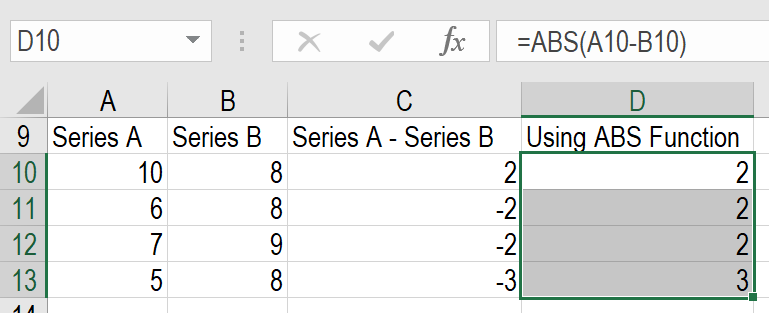 D10 fx =ABS(A10-B10)
A B C D
9 Series A Series B Series A - Series B Using ABS Function
10 10 8 2 2
11 6 8 -2 2
12 7 9 -2 2
13 5 8 -3 3